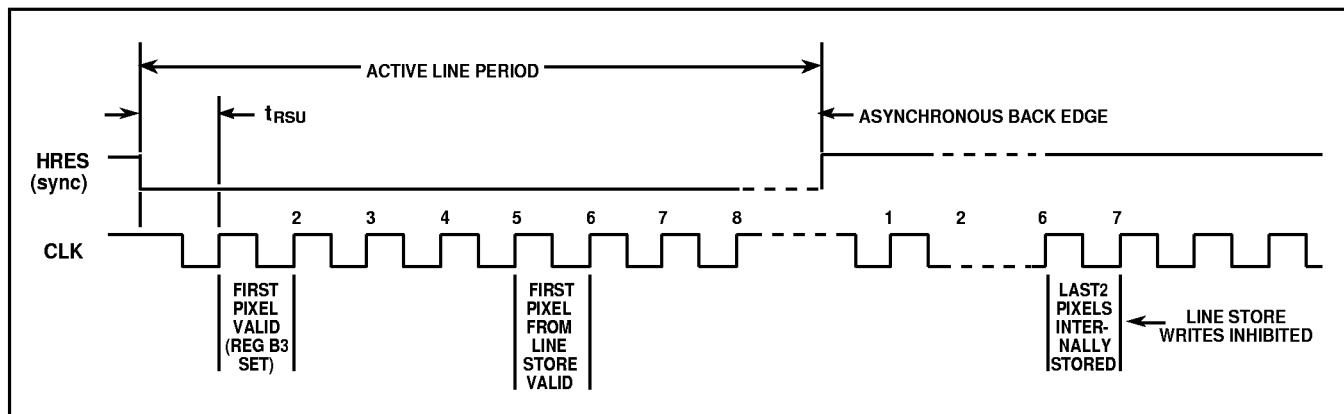 ACTIVE LINE PERIOD
tRSU
ASYNCHRONOUS BACK EDGE
HRES
(sync)
2 3 4 5 6 7 8 1 2 6 7
CLK
FIRST
PIXEL
VALID
(REG B3
SET)
FIRST
PIXEL
FROM
LINE
STORE
VALID
LAST2
PIXELS
INTER-
NALLY
STORED
LINE STORE
WRITES INHIBITED